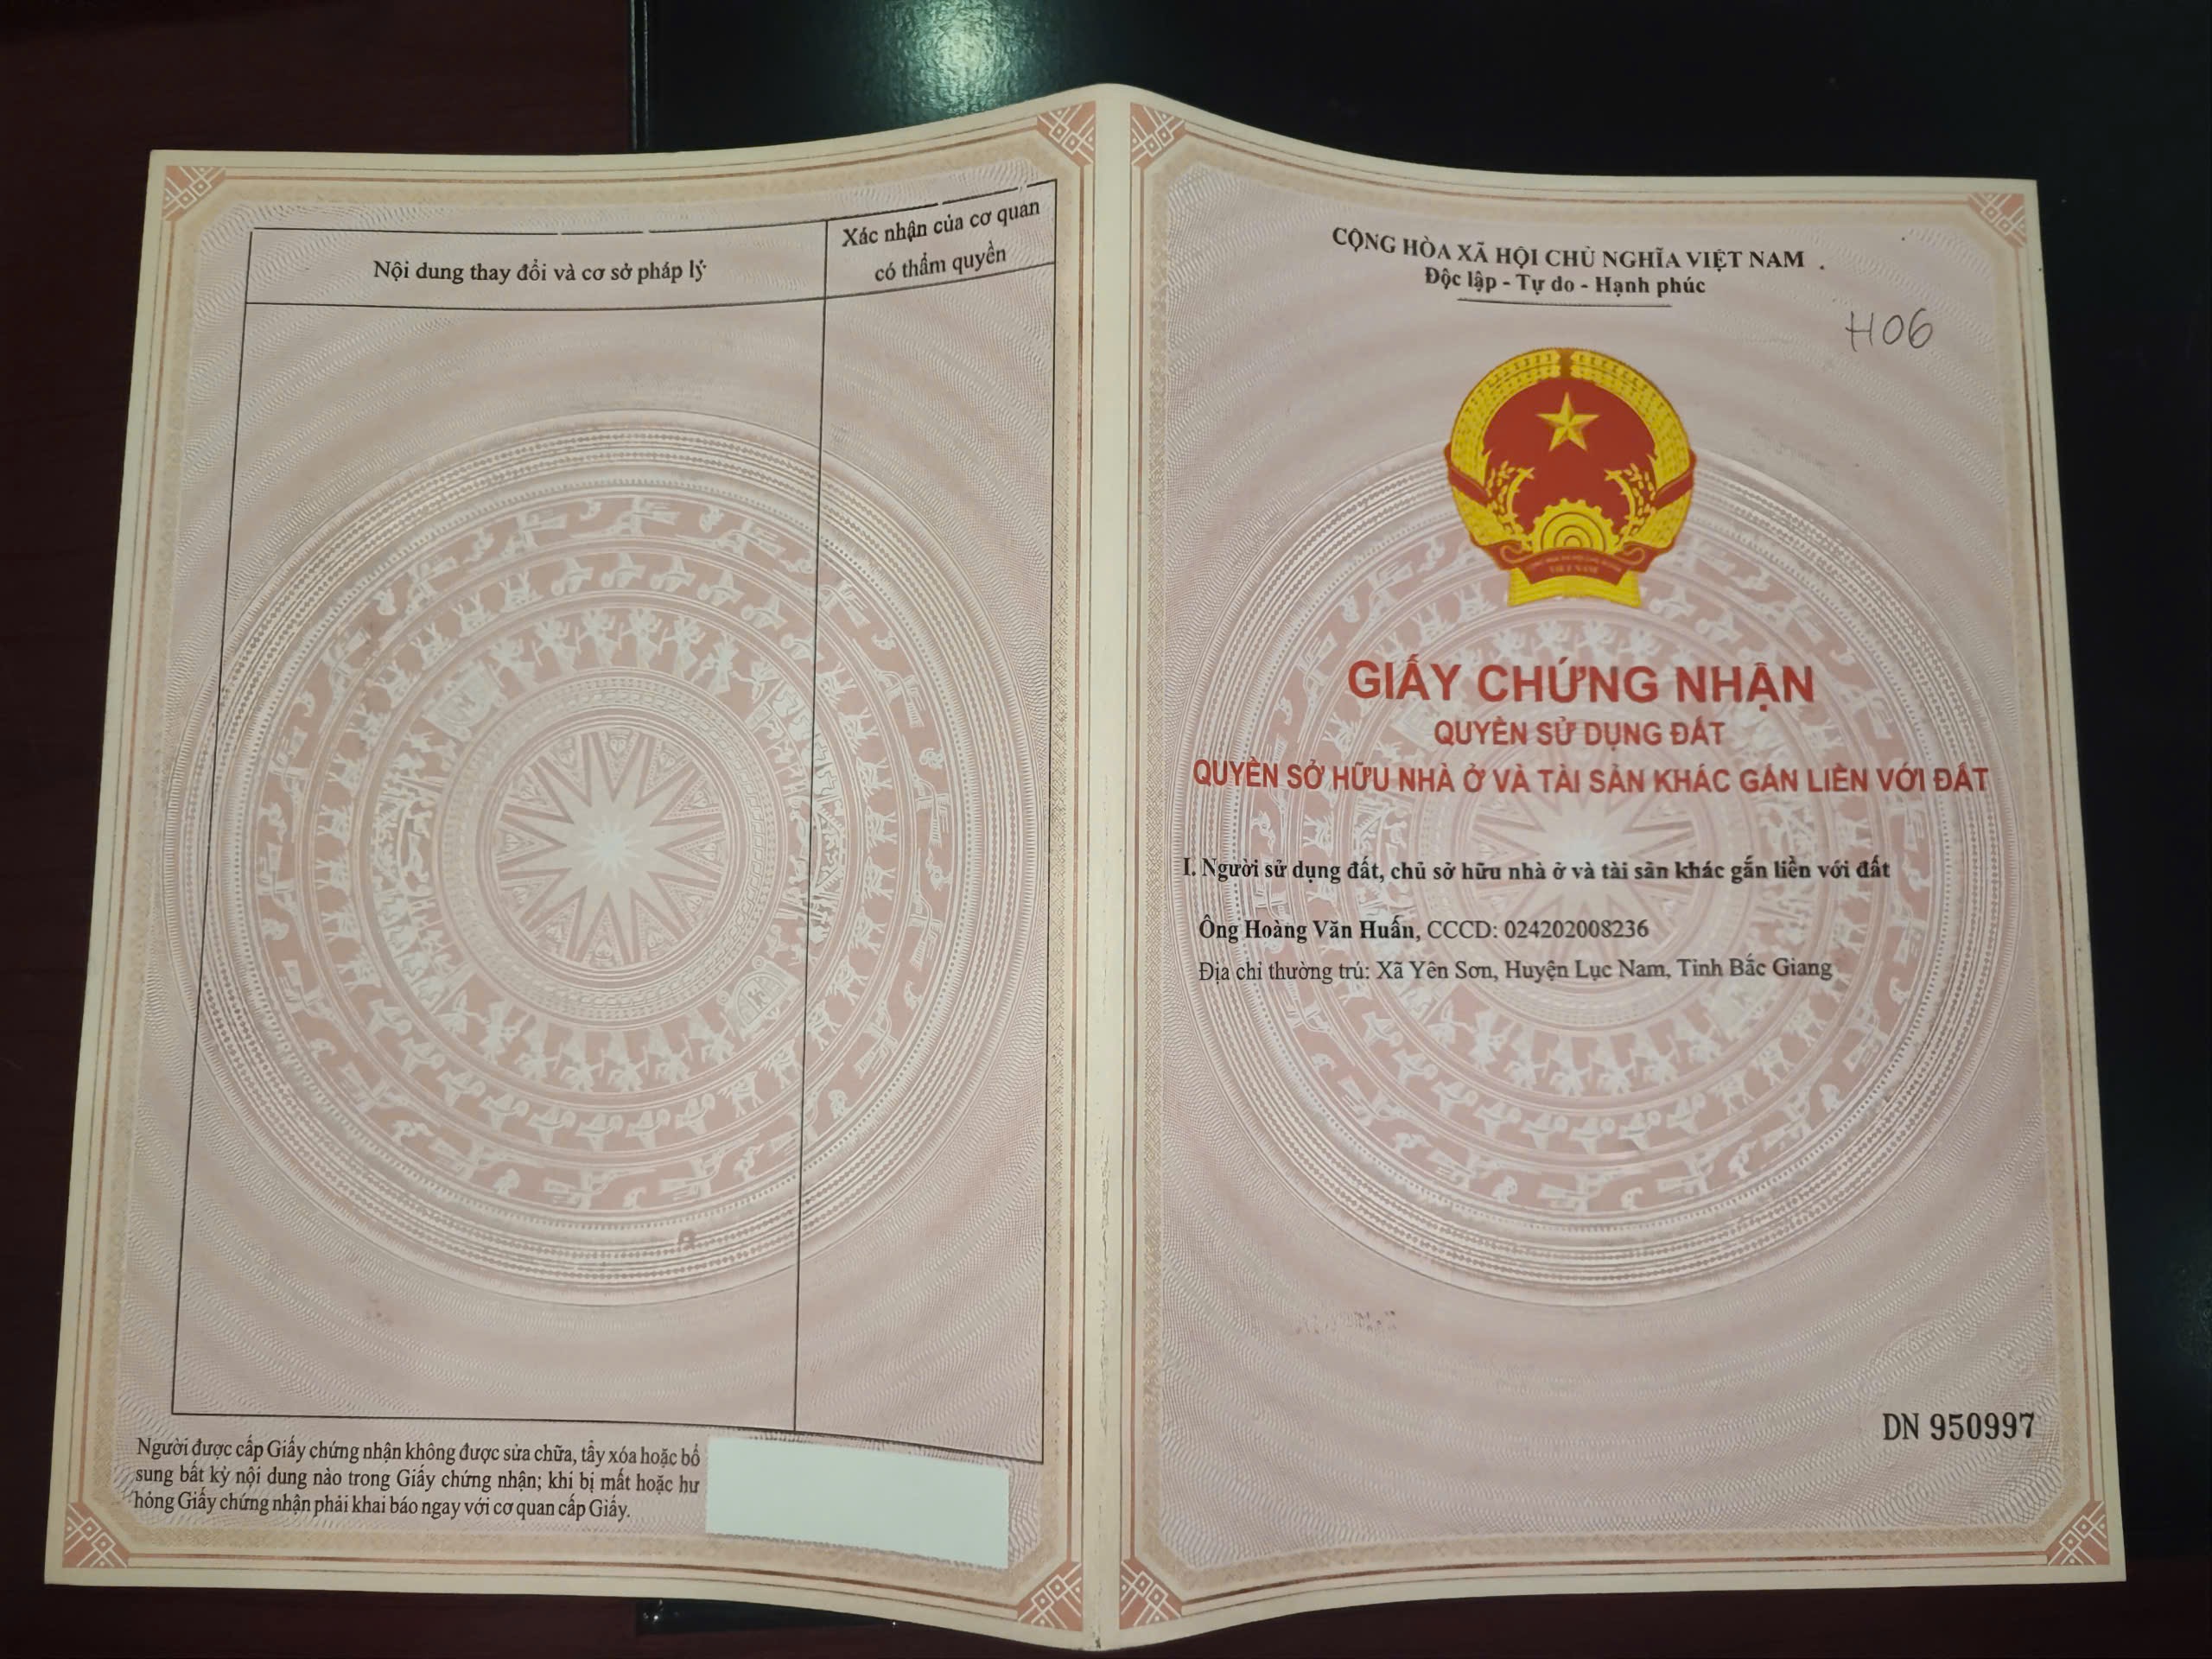 Nội dung thay đổi và cơ sở pháp lý
Xác nhận của cơ quan
có thẩm quyền
Người được cấp Giấy chứng nhận không được sửa chữa, tẩy xóa hoặc bổ
sung bất kỳ nội dung nào trong Giấy chứng nhận; khi bị mất hoặc hư
hỏng Giấy chứng nhận phải khai báo ngay với cơ quan cấp Giấy.
CỘNG HÒA XÃ HỘI CHỦ NGHĨA VIỆT NAM
Độc lập - Tự do - Hạnh phúc
H06
VIỆT NAM
GIẤY CHỨNG NHẬN
QUYỀN SỬ DỤNG ĐẤT
QUYỀN SỞ HỮU NHÀ Ở VÀ TÀI SẢN KHÁC GẮN LIỀN VỚI ĐẤT
I. Người sử dụng đất, chủ sở hữu nhà ở và tài sản khác gắn liền với đất
Ông Hoàng Văn Huấn, CCCD: 024202008236
Địa chỉ thường trú: Xã Yên Sơn, Huyện Lục Nam, Tỉnh Bắc Giang
DN 950997